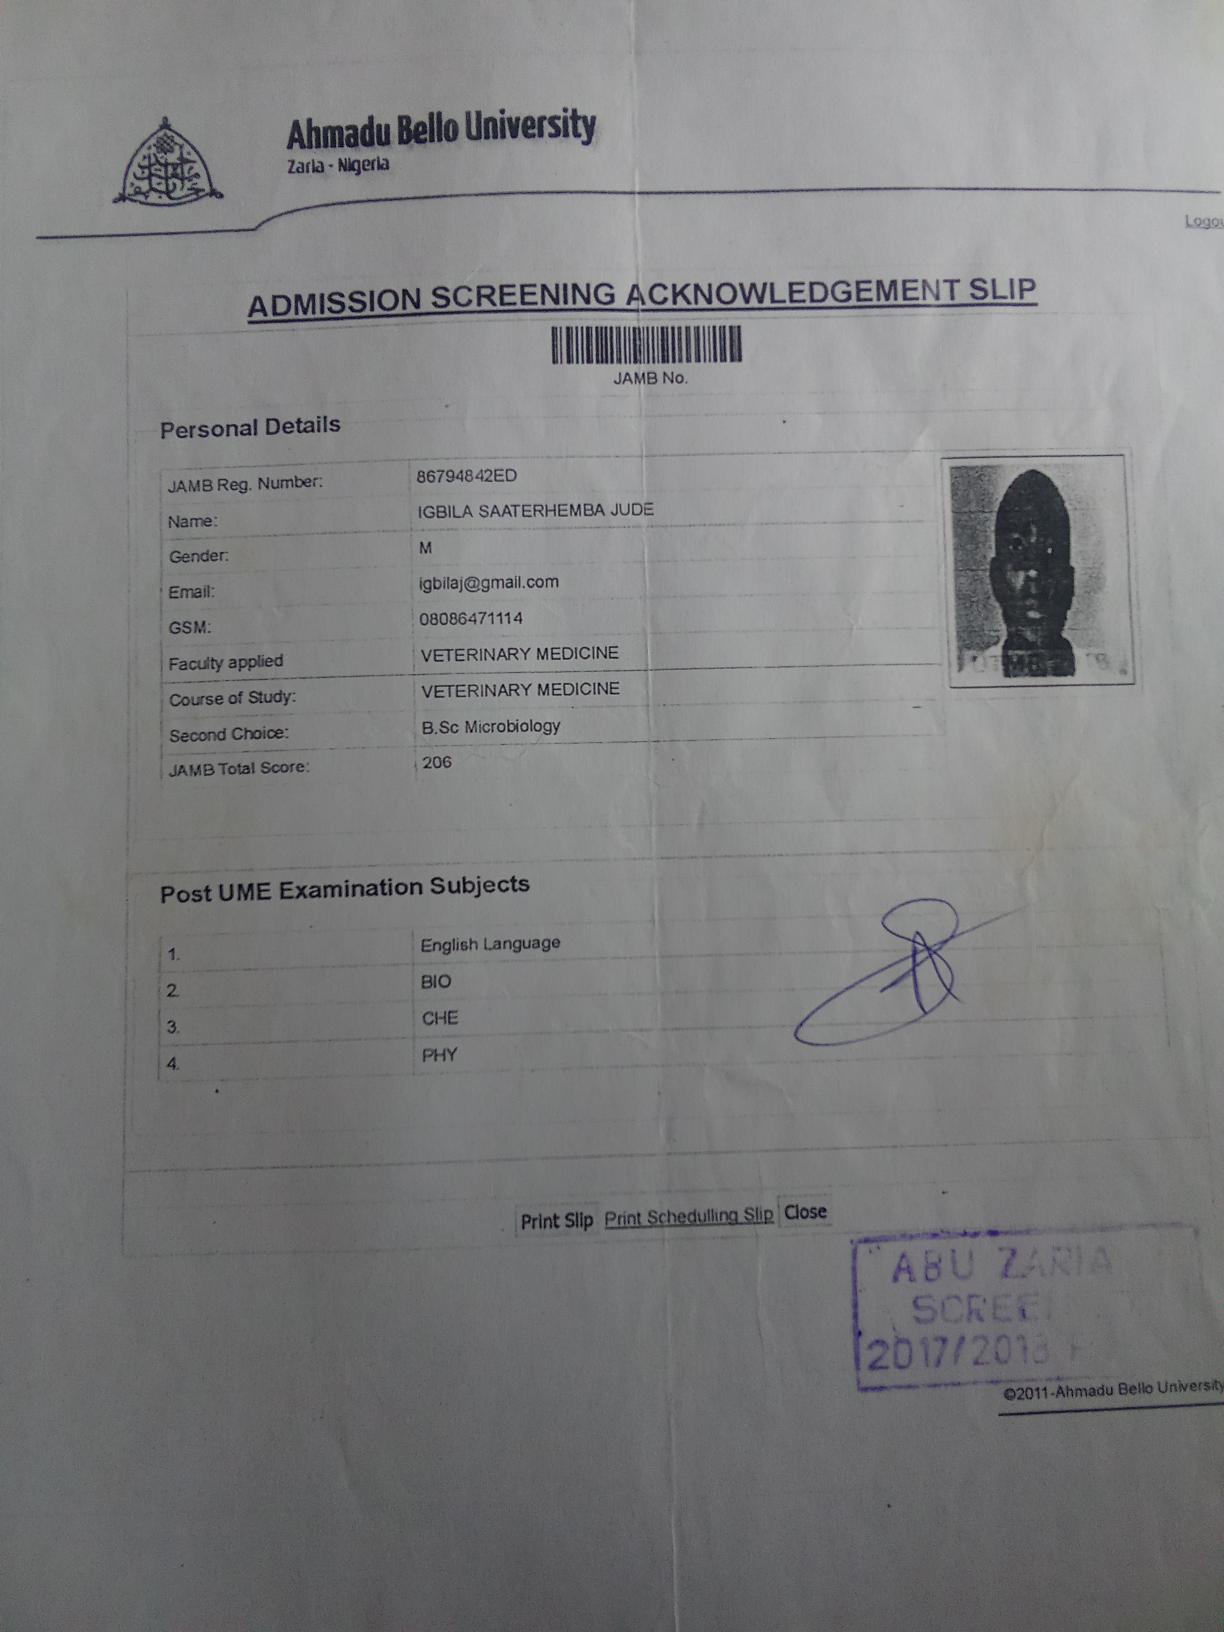 Ahmadu Bello University
Zaria - Nigeria
Logou
ADMISSION SCREENING ACKNOWLEDGEMENT SLIP
JAMB No.
Personal Details
JAMB Reg. Number: 86794842ED
Name: IGBILA SAATERHEMBA JUDE
Gender: M
Email: igbilaj@gmail.com
GSM: 08086471114
Faculty applied VETERINARY MEDICINE
Course of Study: VETERINARY MEDICINE
Second Choice: B.Sc Microbiology
JAMB Total Score: 206
Post UME Examination Subjects
1. English Language
2. BIO
3. CHE
4. PHY
Print Slip Print Schedulling Slip Close
ABU ZARIA
SCREE
2017/2018
©2011-Ahmadu Bello University